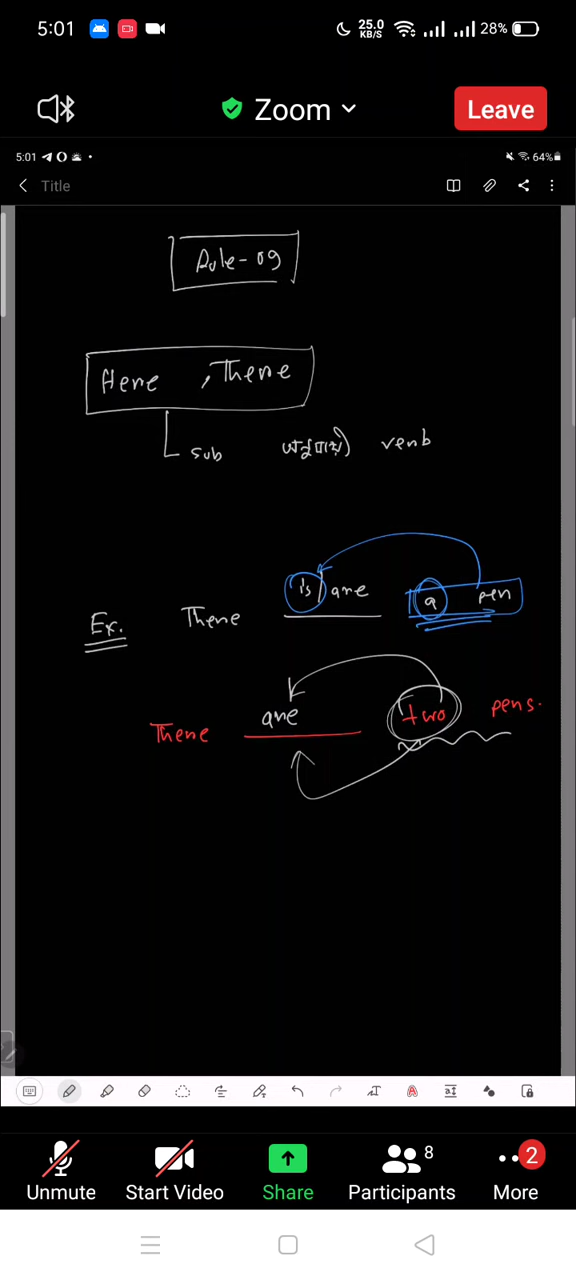 5:01 25.0 KB/S 28%
Zoom Leave
5:01 64%
Title
Rule-09
Here , There
sub অনুযায়ী verb
Ex. There is/are a pen
There are two pens.
8 2
Unmute Start Video Share Participants More